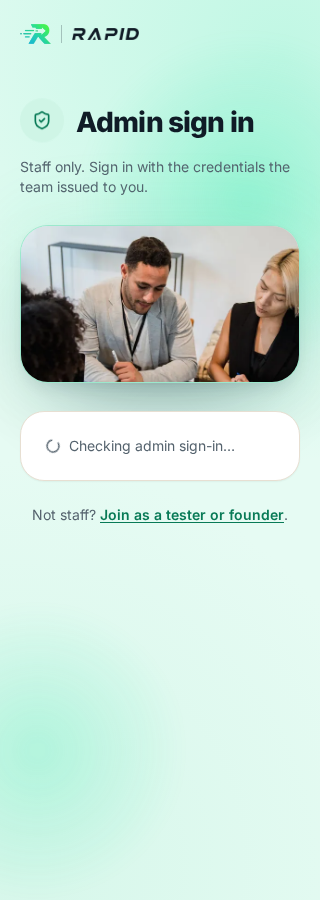 RAPID
Admin sign in
Staff only. Sign in with the credentials the
team issued to you.
Checking admin sign-in...
Not staff? Join as a tester or founder.